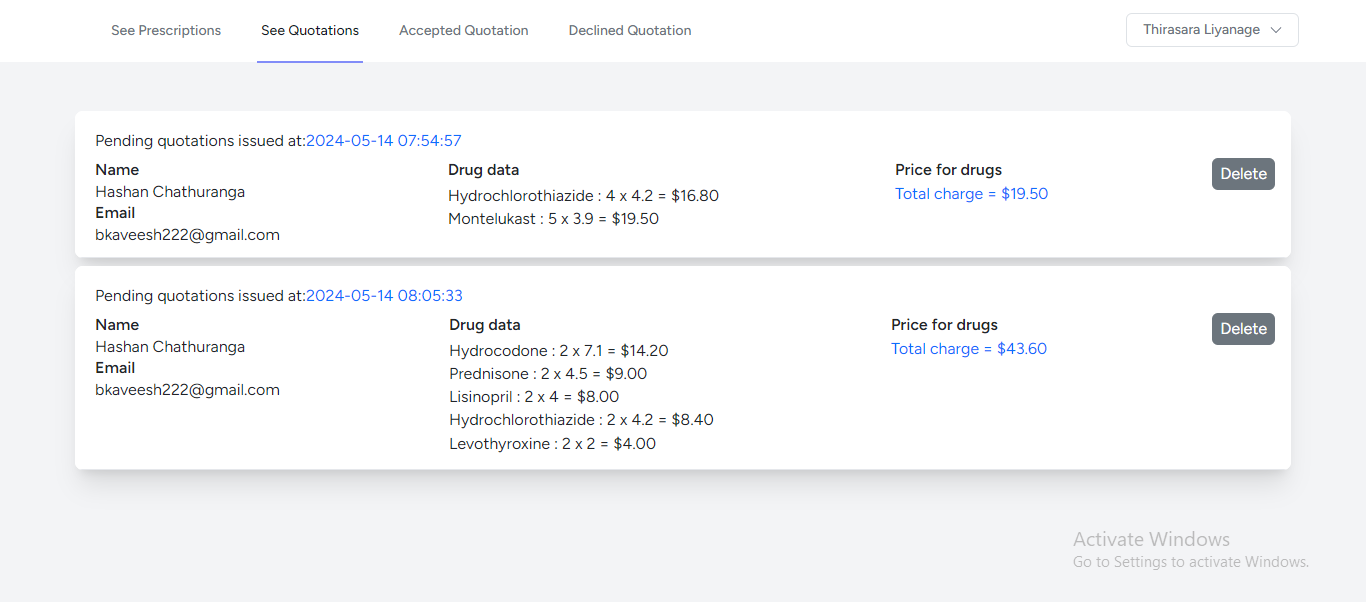 See Prescriptions
See Quotations
Accepted Quotation
Declined Quotation
Thirasara Liyanage
Pending quotations issued at:2024-05-14 07:54:57
Name
Hashan Chathuranga
Email
bkaveesh222@gmail.com
Drug data
Hydrochlorothiazide : 4 x 4.2 = $16.80
Montelukast : 5 x 3.9 = $19.50
Price for drugs
Total charge = $19.50
Delete
Pending quotations issued at:2024-05-14 08:05:33
Name
Hashan Chathuranga
Email
bkaveesh222@gmail.com
Drug data
Hydrocodone : 2 x 7.1 = $14.20
Prednisone : 2 x 4.5 = $9.00
Lisinopril : 2 x 4 = $8.00
Hydrochlorothiazide : 2 x 4.2 = $8.40
Levothyroxine : 2 x 2 = $4.00
Price for drugs
Total charge = $43.60
Delete
Activate Windows
Go to Settings to activate Windows.